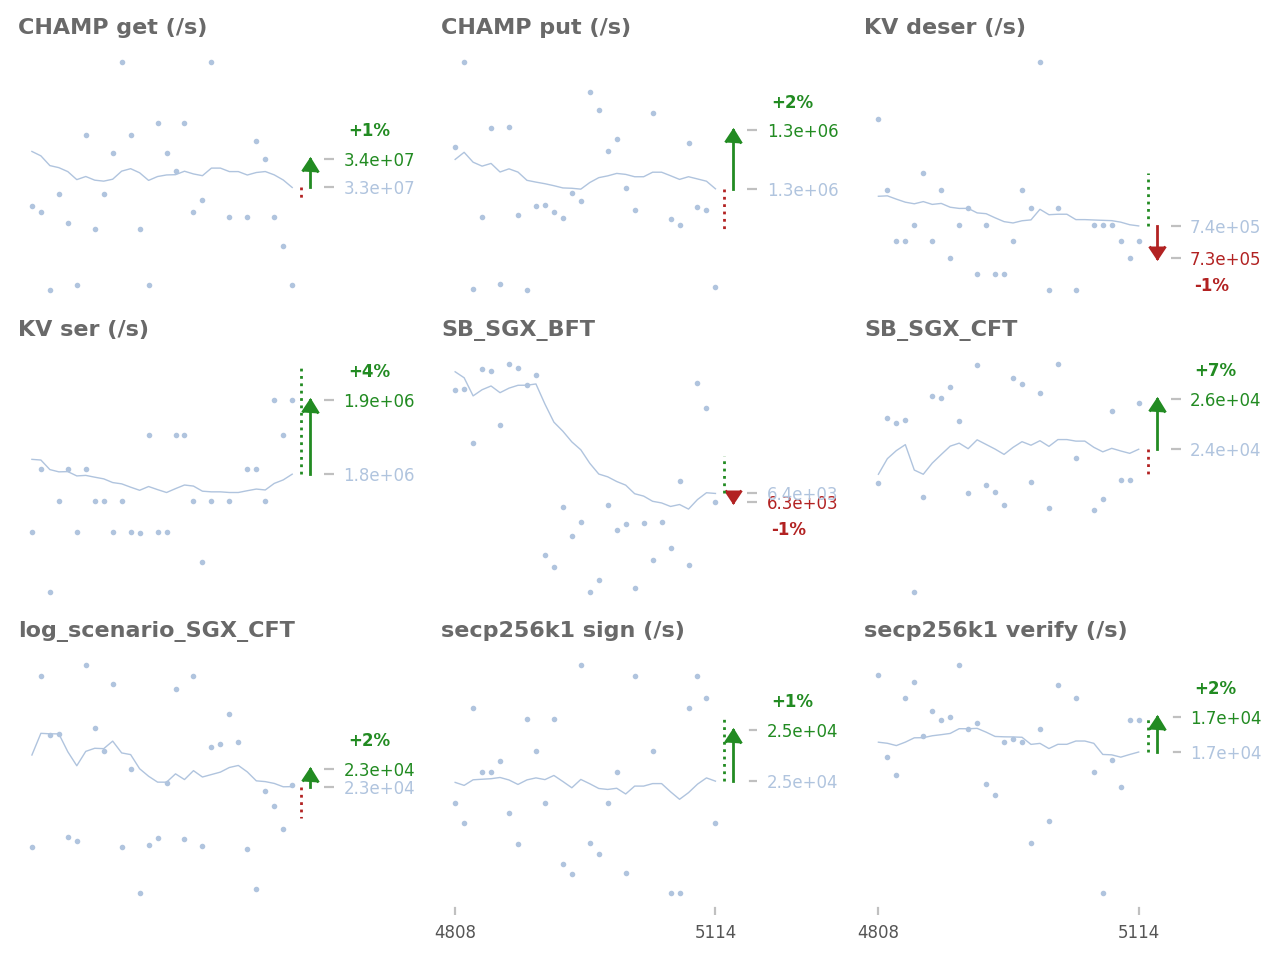 CHAMP get (/s)
CHAMP put (/s)
KV deser (/s)
+1%
3.4e+07
3.3e+07
+2%
1.3e+06
1.3e+06
7.4e+05
7.3e+05
-1%
KV ser (/s)
SB_SGX_BFT
SB_SGX_CFT
+4%
1.9e+06
1.8e+06
6.4e+03
6.3e+03
-1%
+7%
2.6e+04
2.4e+04
log_scenario_SGX_CFT
secp256k1 sign (/s)
secp256k1 verify (/s)
+2%
2.3e+04
2.3e+04
+1%
2.5e+04
2.5e+04
+2%
1.7e+04
1.7e+04
4808
5114
4808
5114